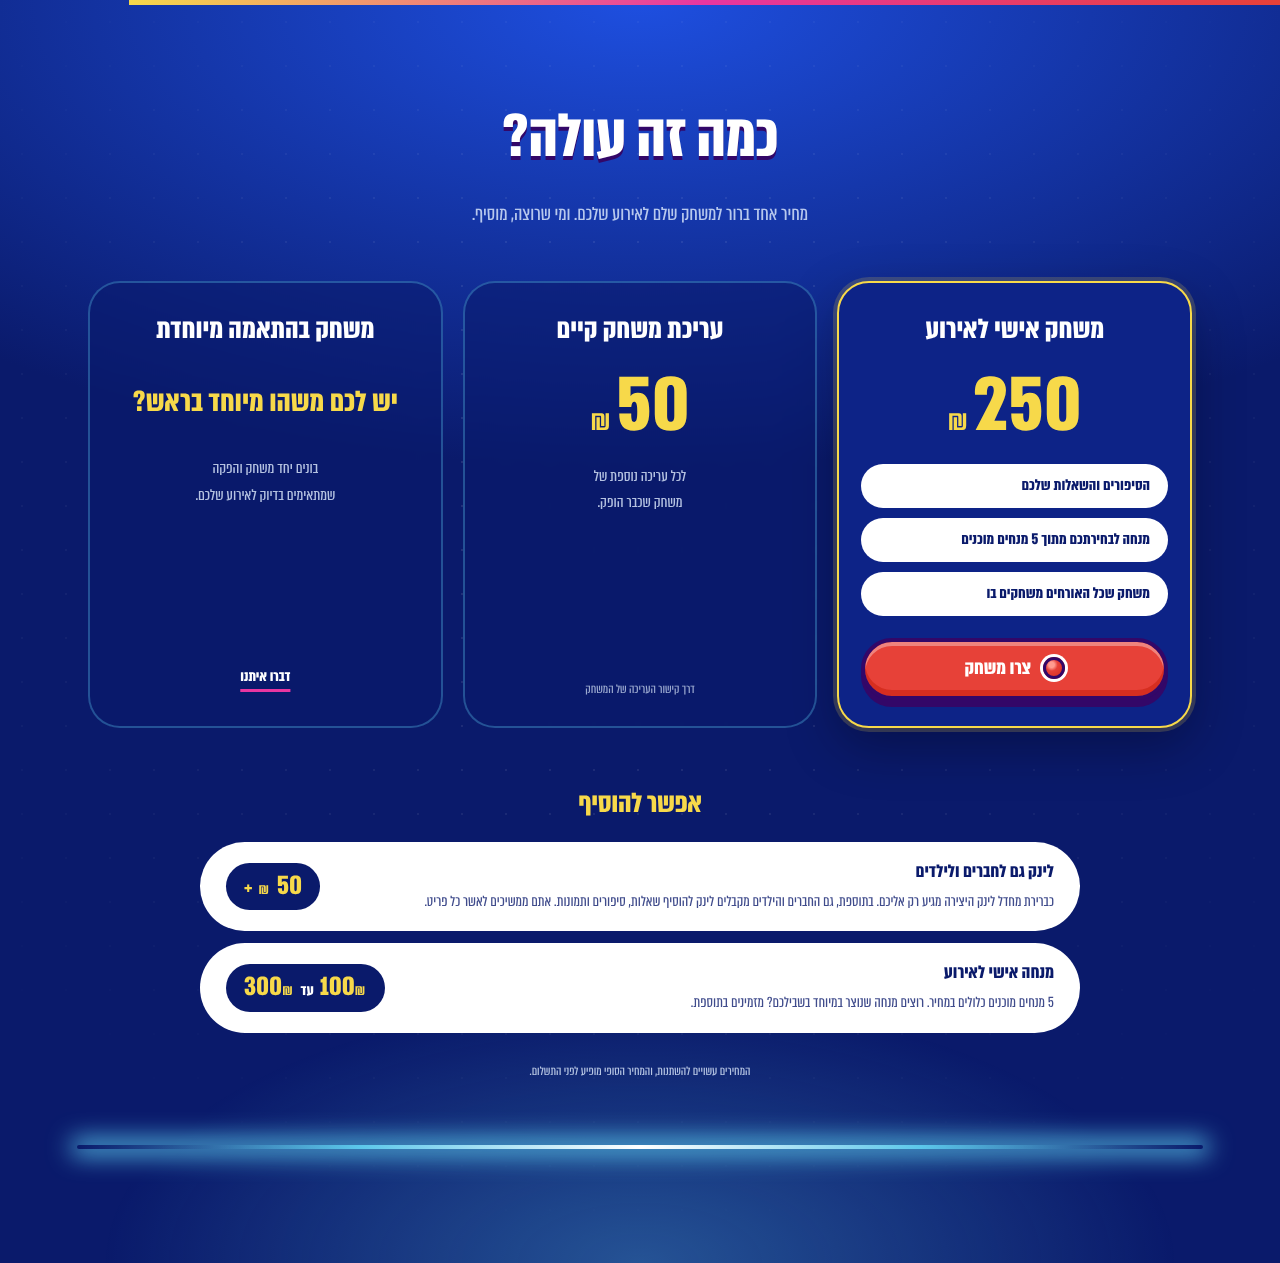 כמה זה עולה?
מחיר אחד ברור למשחק שלם לאירוע שלכם. ומי שרוצה, מוסיף.
משחק אישי לאירוע
250 ₪
הסיפורים והשאלות שלכם
מנחה לבחירתכם מתוך 5 מנחים מוכנים
משחק שכל האורחים משחקים בו
צרו משחק
עריכת משחק קיים
50 ₪
לכל עריכה נוספת של
משחק שכבר הופק.
דרך קישור העריכה של המשחק
משחק בהתאמה מיוחדת
יש לכם משהו מיוחד בראש?
בונים יחד משחק והפקה
שמתאימים בדיוק לאירוע שלכם.
דברו איתנו
אפשר להוסיף
לינק גם לחברים ולילדים
כברירת מחדל לינק היצירה מגיע רק אליכם. בתוספת, גם החברים והילדים מקבלים לינק להוסיף שאלות, סיפורים ותמונות. אתם ממשיכים לאשר כל פריט.
50 ₪ +
מנחה אישי לאירוע
5 מנחים מוכנים כלולים במחיר. רוצים מנחה שנוצר במיוחד בשבילכם? מזמינים בתוספת.
₪100 עד ₪300
המחירים עשויים להשתנות, והמחיר הסופי מופיע לפני התשלום.